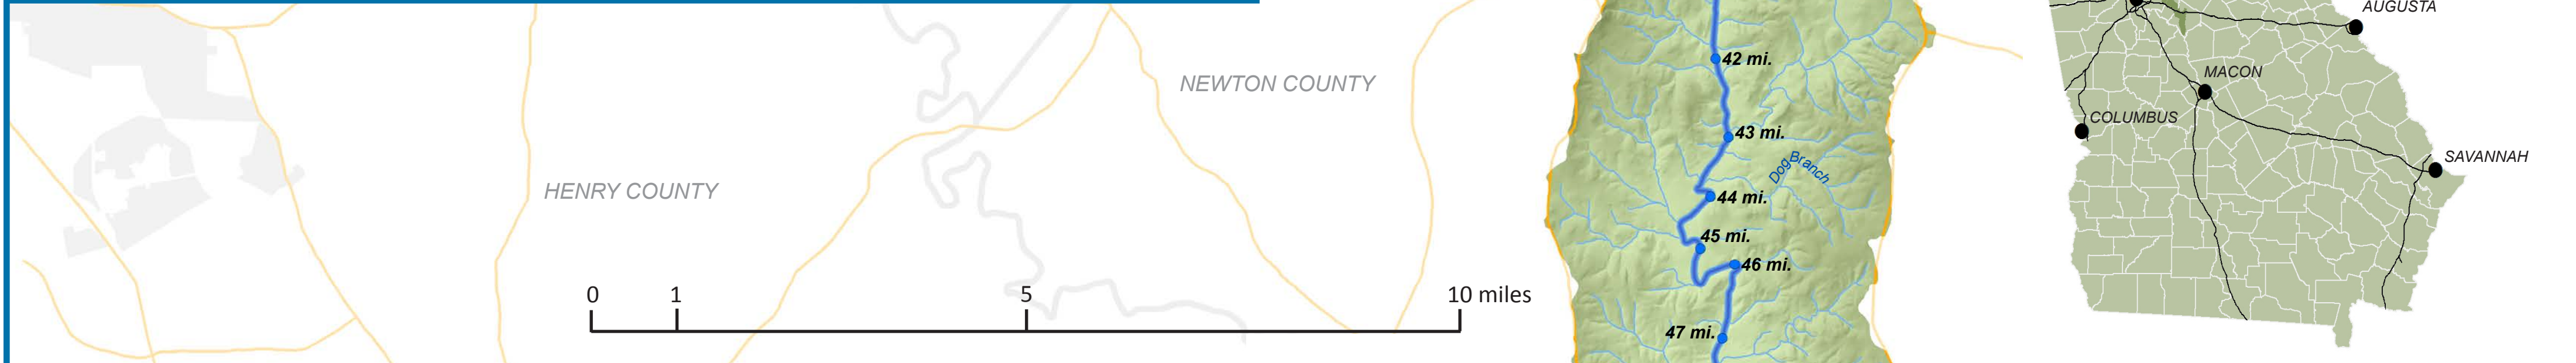 AUGUSTA
42 mi.
MACON
NEWTON COUNTY
COLUMBUS
43 mi.
SAVANNAH
Dog Branch
HENRY COUNTY
44 mi.
45 mi.
46 mi.
0 1 5 10 miles
47 mi.